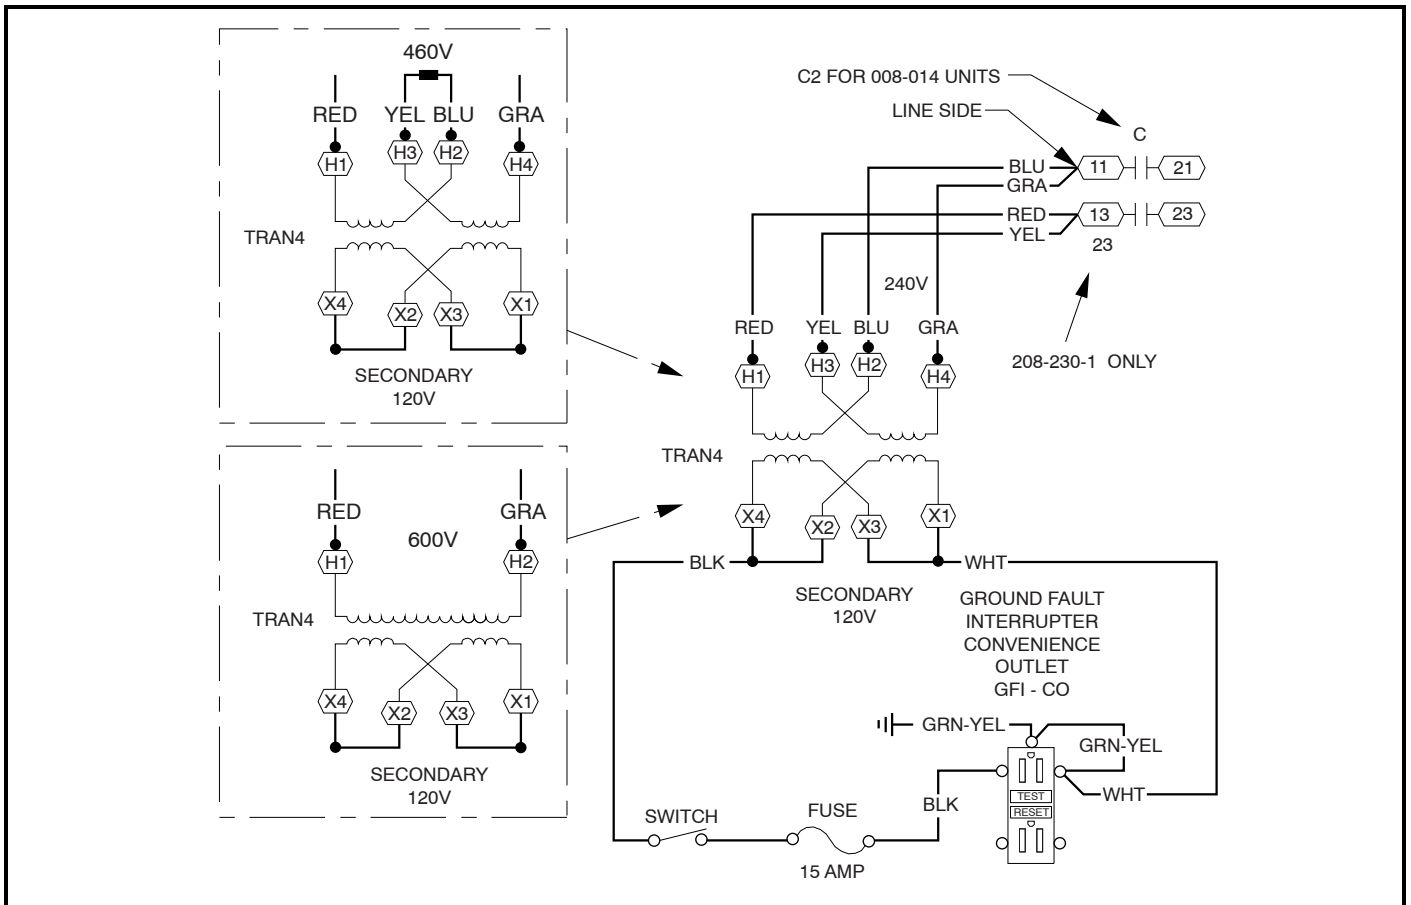 460V
RED YEL BLU GRA
H1 H3 H2 H4
TRAN4
X4 X2 X3 X1
SECONDARY
120V
RED GRA
600V
H1 H2
TRAN4
X4 X2 X3 X1
SECONDARY
120V
C2 FOR 008-014 UNITS
LINE SIDE
C
BLU 11 21
GRA
RED 13 23
YEL
23
240V
208-230-1 ONLY
RED YEL BLU GRA
H1 H3 H2 H4
TRAN4
X4 X2 X3 X1
BLK WHT
SECONDARY
120V
GROUND FAULT
INTERRUPTER
CONVENIENCE
OUTLET
GFI - CO
GRN-YEL
GRN-YEL
TEST
RESET
WHT
BLK
SWITCH
FUSE
15 AMP